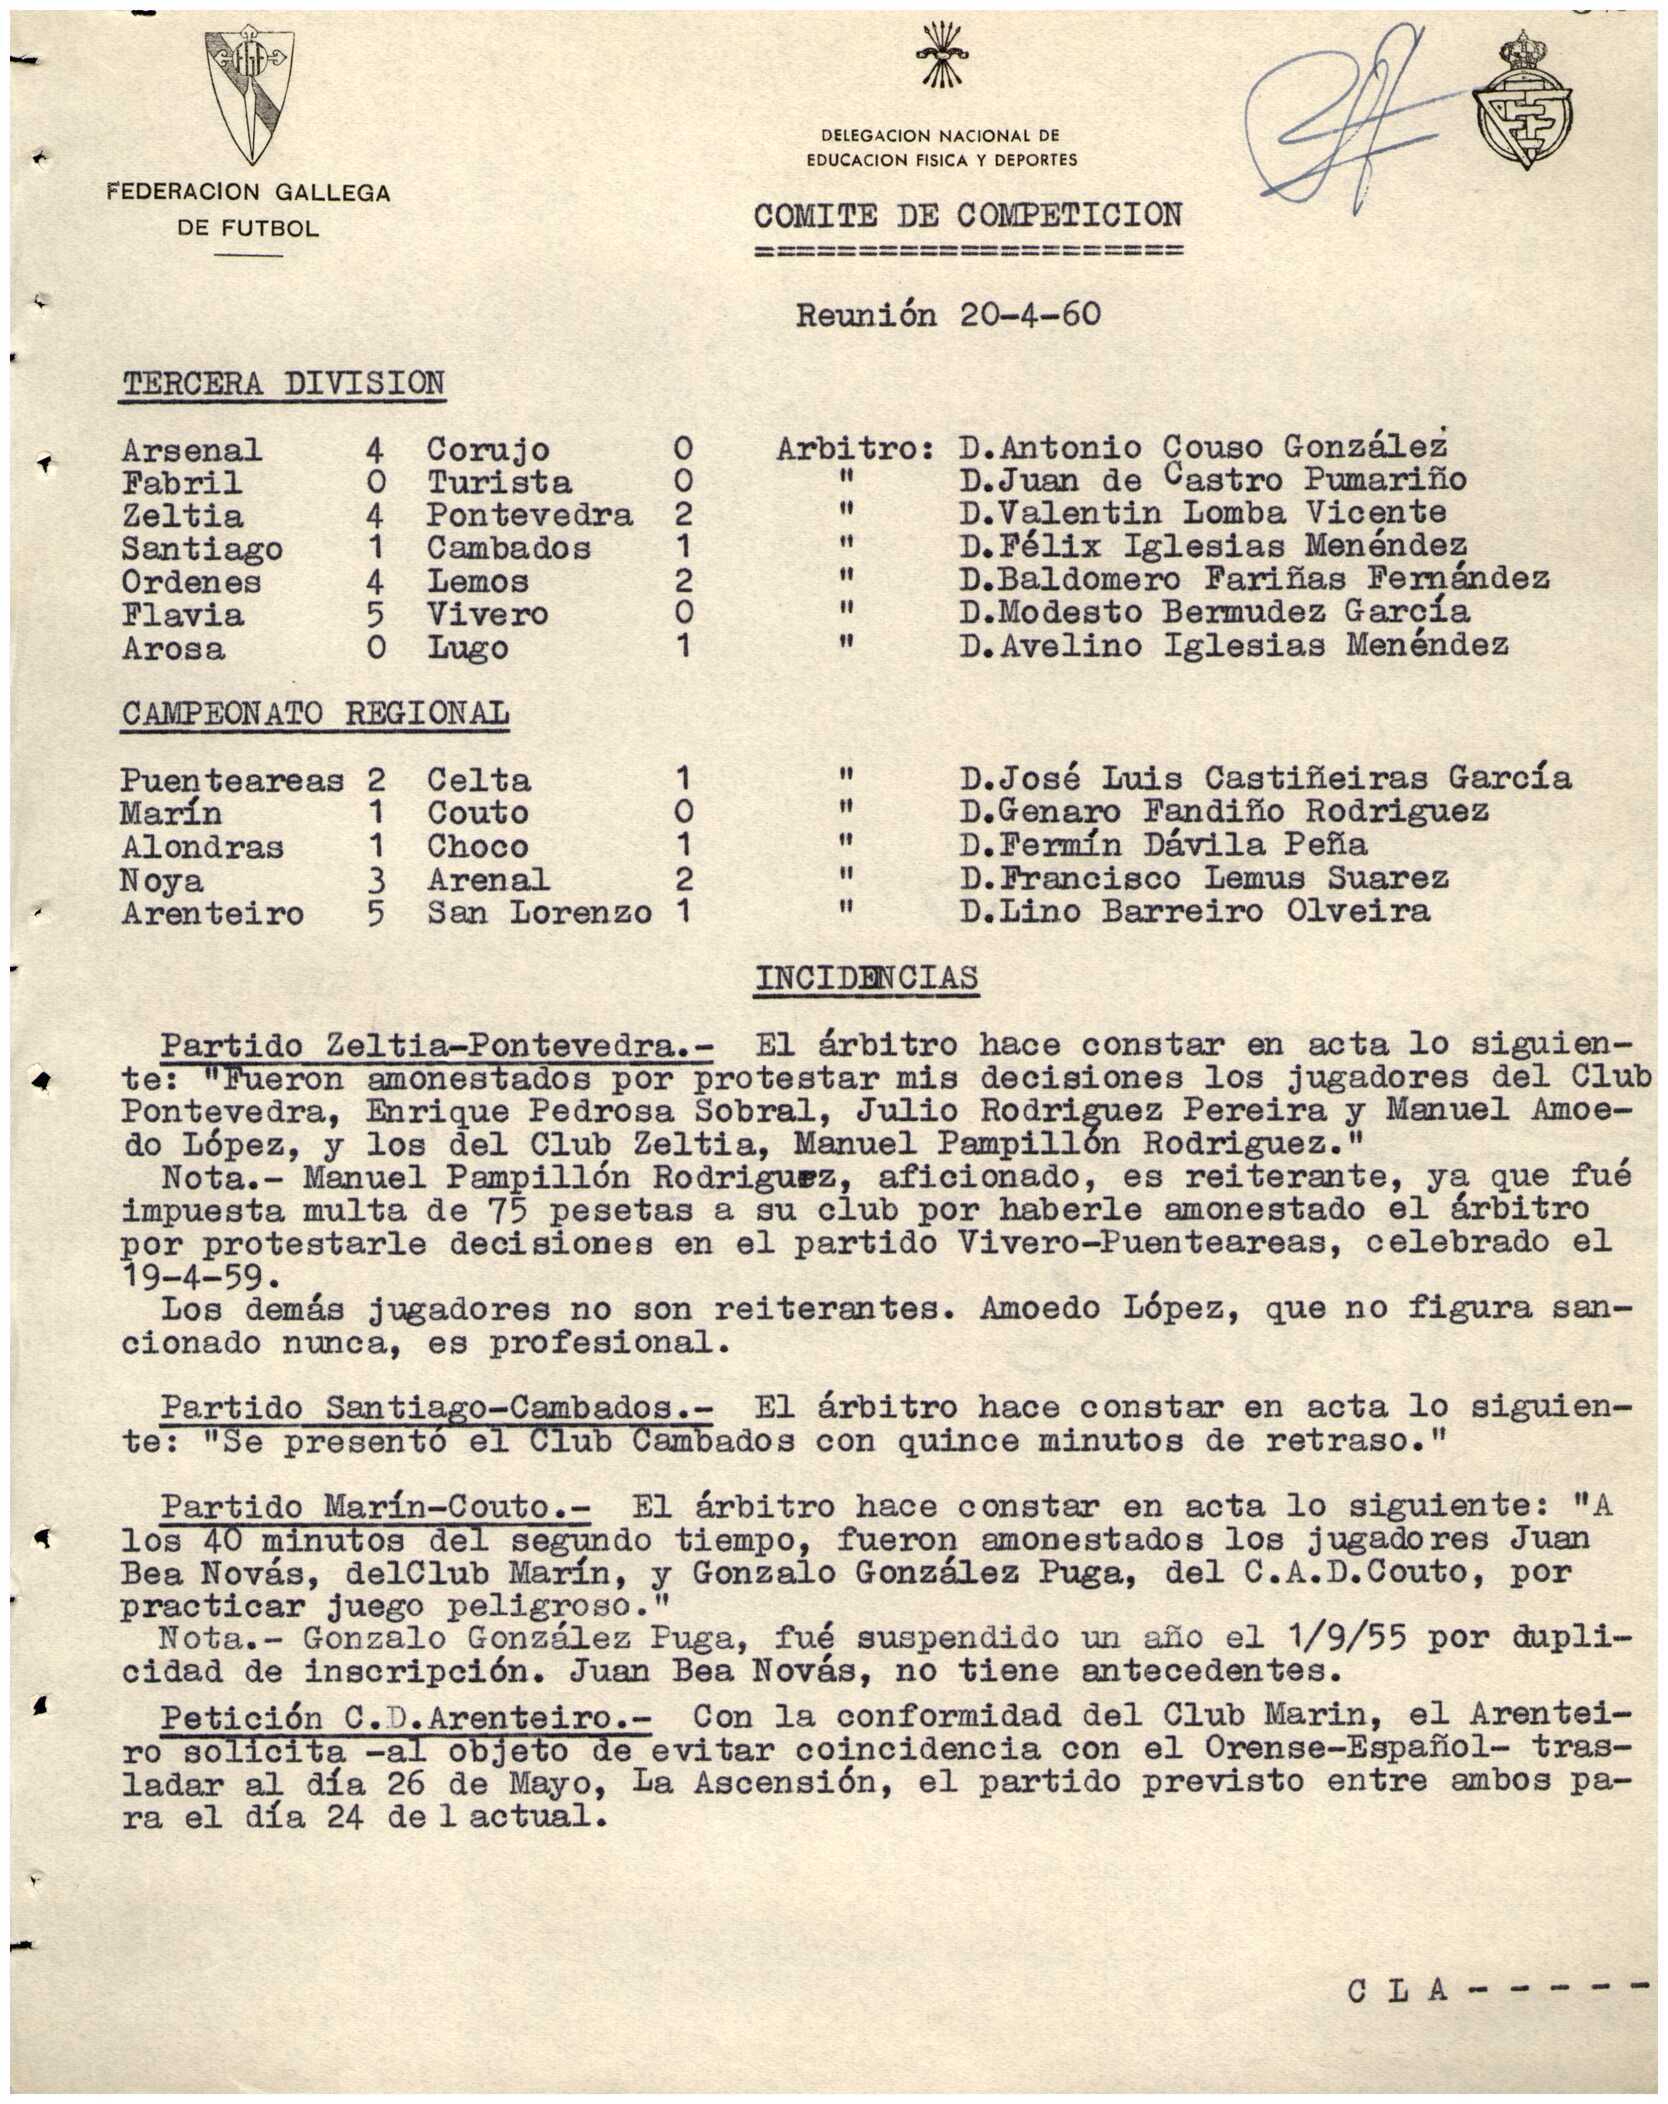 DELEGACION NACIONAL DE
EDUCACION FISICA Y DEPORTES
FEDERACION GALLEGA
DE FUTBOL
COMITE DE COMPETICION
=====================
Reunión 20-4-60
TERCERA DIVISION
Arsenal 4 Corujo 0 Arbitro: D.Antonio Couso González
Fabril 0 Turista 0 " D.Juan de Castro Pumariño
Zeltia 4 Pontevedra 2 " D.Valentin Lomba Vicente
Santiago 1 Cambados 1 " D.Félix Iglesias Menéndez
Ordenes 4 Lemos 2 " D.Baldomero Fariñas Fernández
Flavia 5 Vivero 0 " D.Modesto Bermudez García
Arosa 0 Lugo 1 " D.Avelino Iglesias Menéndez
CAMPEONATO REGIONAL
Puenteareas 2 Celta 1 " D.José Luis Castiñeiras García
Marín 1 Couto 0 " D.Genaro Fandiño Rodriguez
Alondras 1 Choco 1 " D.Fermín Dávila Peña
Noya 3 Arenal 2 " D.Francisco Lemus Suarez
Arenteiro 5 San Lorenzo 1 " D.Lino Barreiro Olveira
INCIDENCIAS
Partido Zeltia-Pontevedra.- El árbitro hace constar en acta lo siguien-
te: "Fueron amonestados por protestar mis decisiones los jugadores del Club
Pontevedra, Enrique Pedrosa Sobral, Julio Rodriguez Pereira y Manuel Amoe-
do López, y los del Club Zeltia, Manuel Pampillón Rodriguez."
Nota.- Manuel Pampillón Rodriguez, aficionado, es reiterante, ya que fué
impuesta multa de 75 pesetas a su club por haberle amonestado el árbitro
por protestarle decisiones en el partido Vivero-Puenteareas, celebrado el
19-4-59.
Los demás jugadores no son reiterantes. Amoedo López, que no figura san-
cionado nunca, es profesional.
Partido Santiago-Cambados.- El árbitro hace constar en acta lo siguien-
te: "Se presentó el Club Cambados con quince minutos de retraso."
Partido Marín-Couto.- El árbitro hace constar en acta lo siguiente: "A
los 40 minutos del segundo tiempo, fueron amonestados los jugadores Juan
Bea Novás, delClub Marín, y Gonzalo González Puga, del C.A.D.Couto, por
practicar juego peligroso."
Nota.- Gonzalo González Puga, fué suspendido un año el 1/9/55 por dupli-
cidad de inscripción. Juan Bea Novás, no tiene antecedentes.
Petición C.D.Arenteiro.- Con la conformidad del Club Marin, el Arentei-
ro solicita -al objeto de evitar coincidencia con el Orense-Español- tras-
ladar al día 26 de Mayo, La Ascensión, el partido previsto entre ambos pa-
ra el día 24 de l actual.
C L A - - - - -